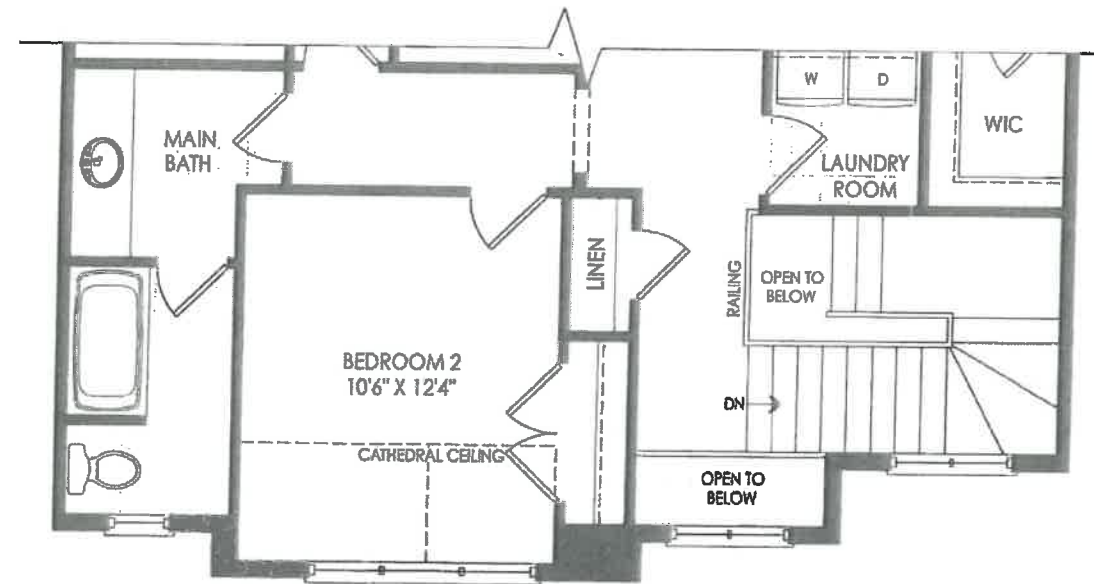 W
D
WIC
MAIN
BATH
LAUNDRY
ROOM
LINEN
RAILING
OPEN TO
BELOW
BEDROOM 2
10'6" X 12'4"
DN
CATHEDRAL CEILING
OPEN TO
BELOW